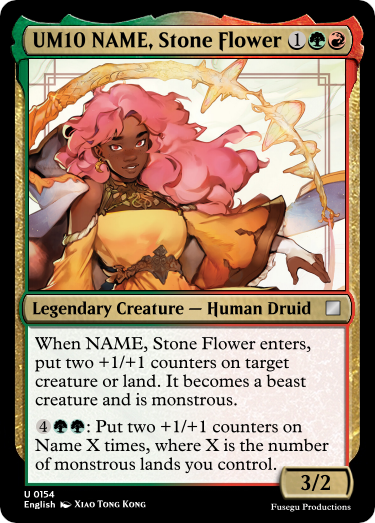 UM10 NAME, Stone Flower 1
Legendary Creature — Human Druid
When NAME, Stone Flower enters,
put two +1/+1 counters on target
creature or land. It becomes a beast
creature and is monstrous.
4: Put two +1/+1 counters on
Name X times, where X is the number
of monstrous lands you control.
3/2
U 0154
English Xiao Tong Kong
Fusegu Productions